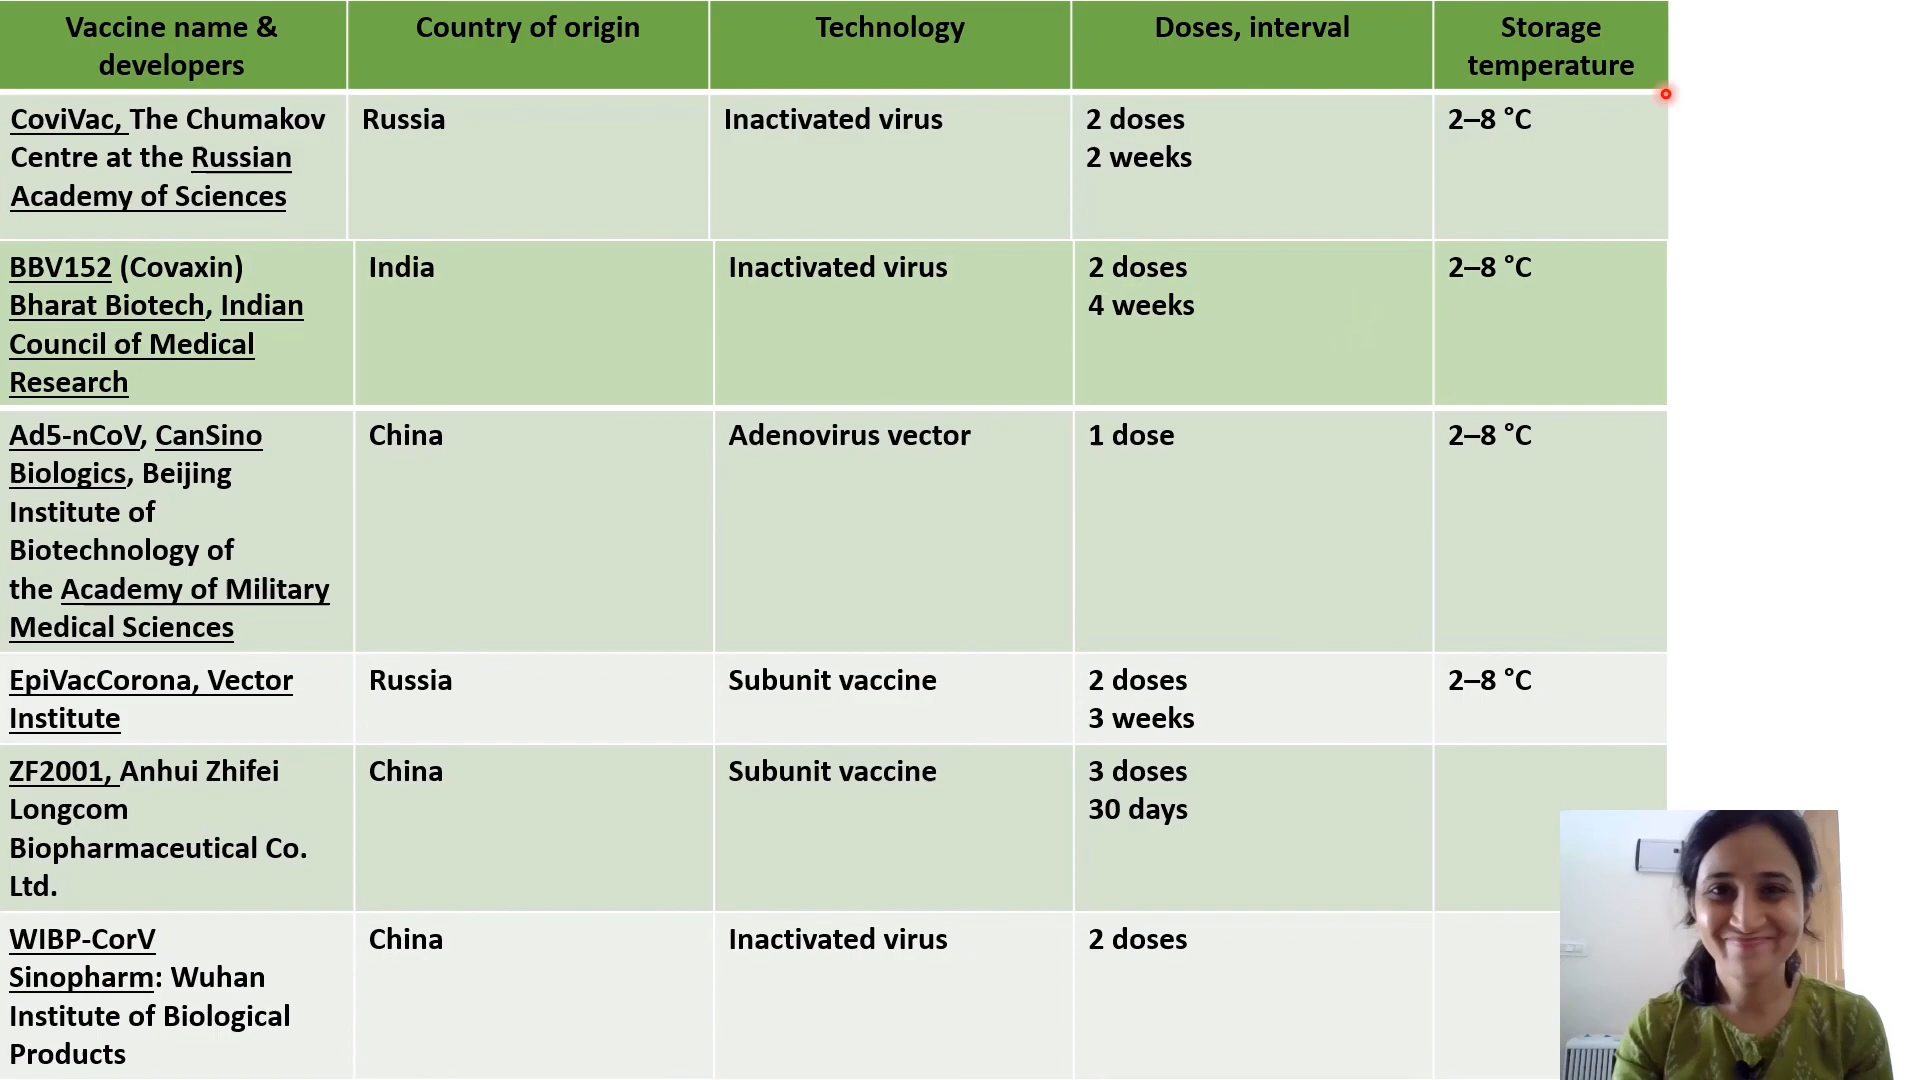 Vaccine name &
developers
Country of origin
Technology
Doses, interval
Storage
temperature
CoviVac, The Chumakov
Centre at the Russian
Academy of Sciences
Russia
Inactivated virus
2 doses
2 weeks
2–8 °C
BBV152 (Covaxin)
Bharat Biotech, Indian
Council of Medical
Research
India
Inactivated virus
2 doses
4 weeks
2–8 °C
Ad5-nCoV, CanSino
Biologics, Beijing
Institute of
Biotechnology of
the Academy of Military
Medical Sciences
China
Adenovirus vector
1 dose
2–8 °C
EpiVacCorona, Vector
Institute
Russia
Subunit vaccine
2 doses
3 weeks
2–8 °C
ZF2001, Anhui Zhifei
Longcom
Biopharmaceutical Co.
Ltd.
China
Subunit vaccine
3 doses
30 days
WIBP-CorV
Sinopharm: Wuhan
Institute of Biological
Products
China
Inactivated virus
2 doses